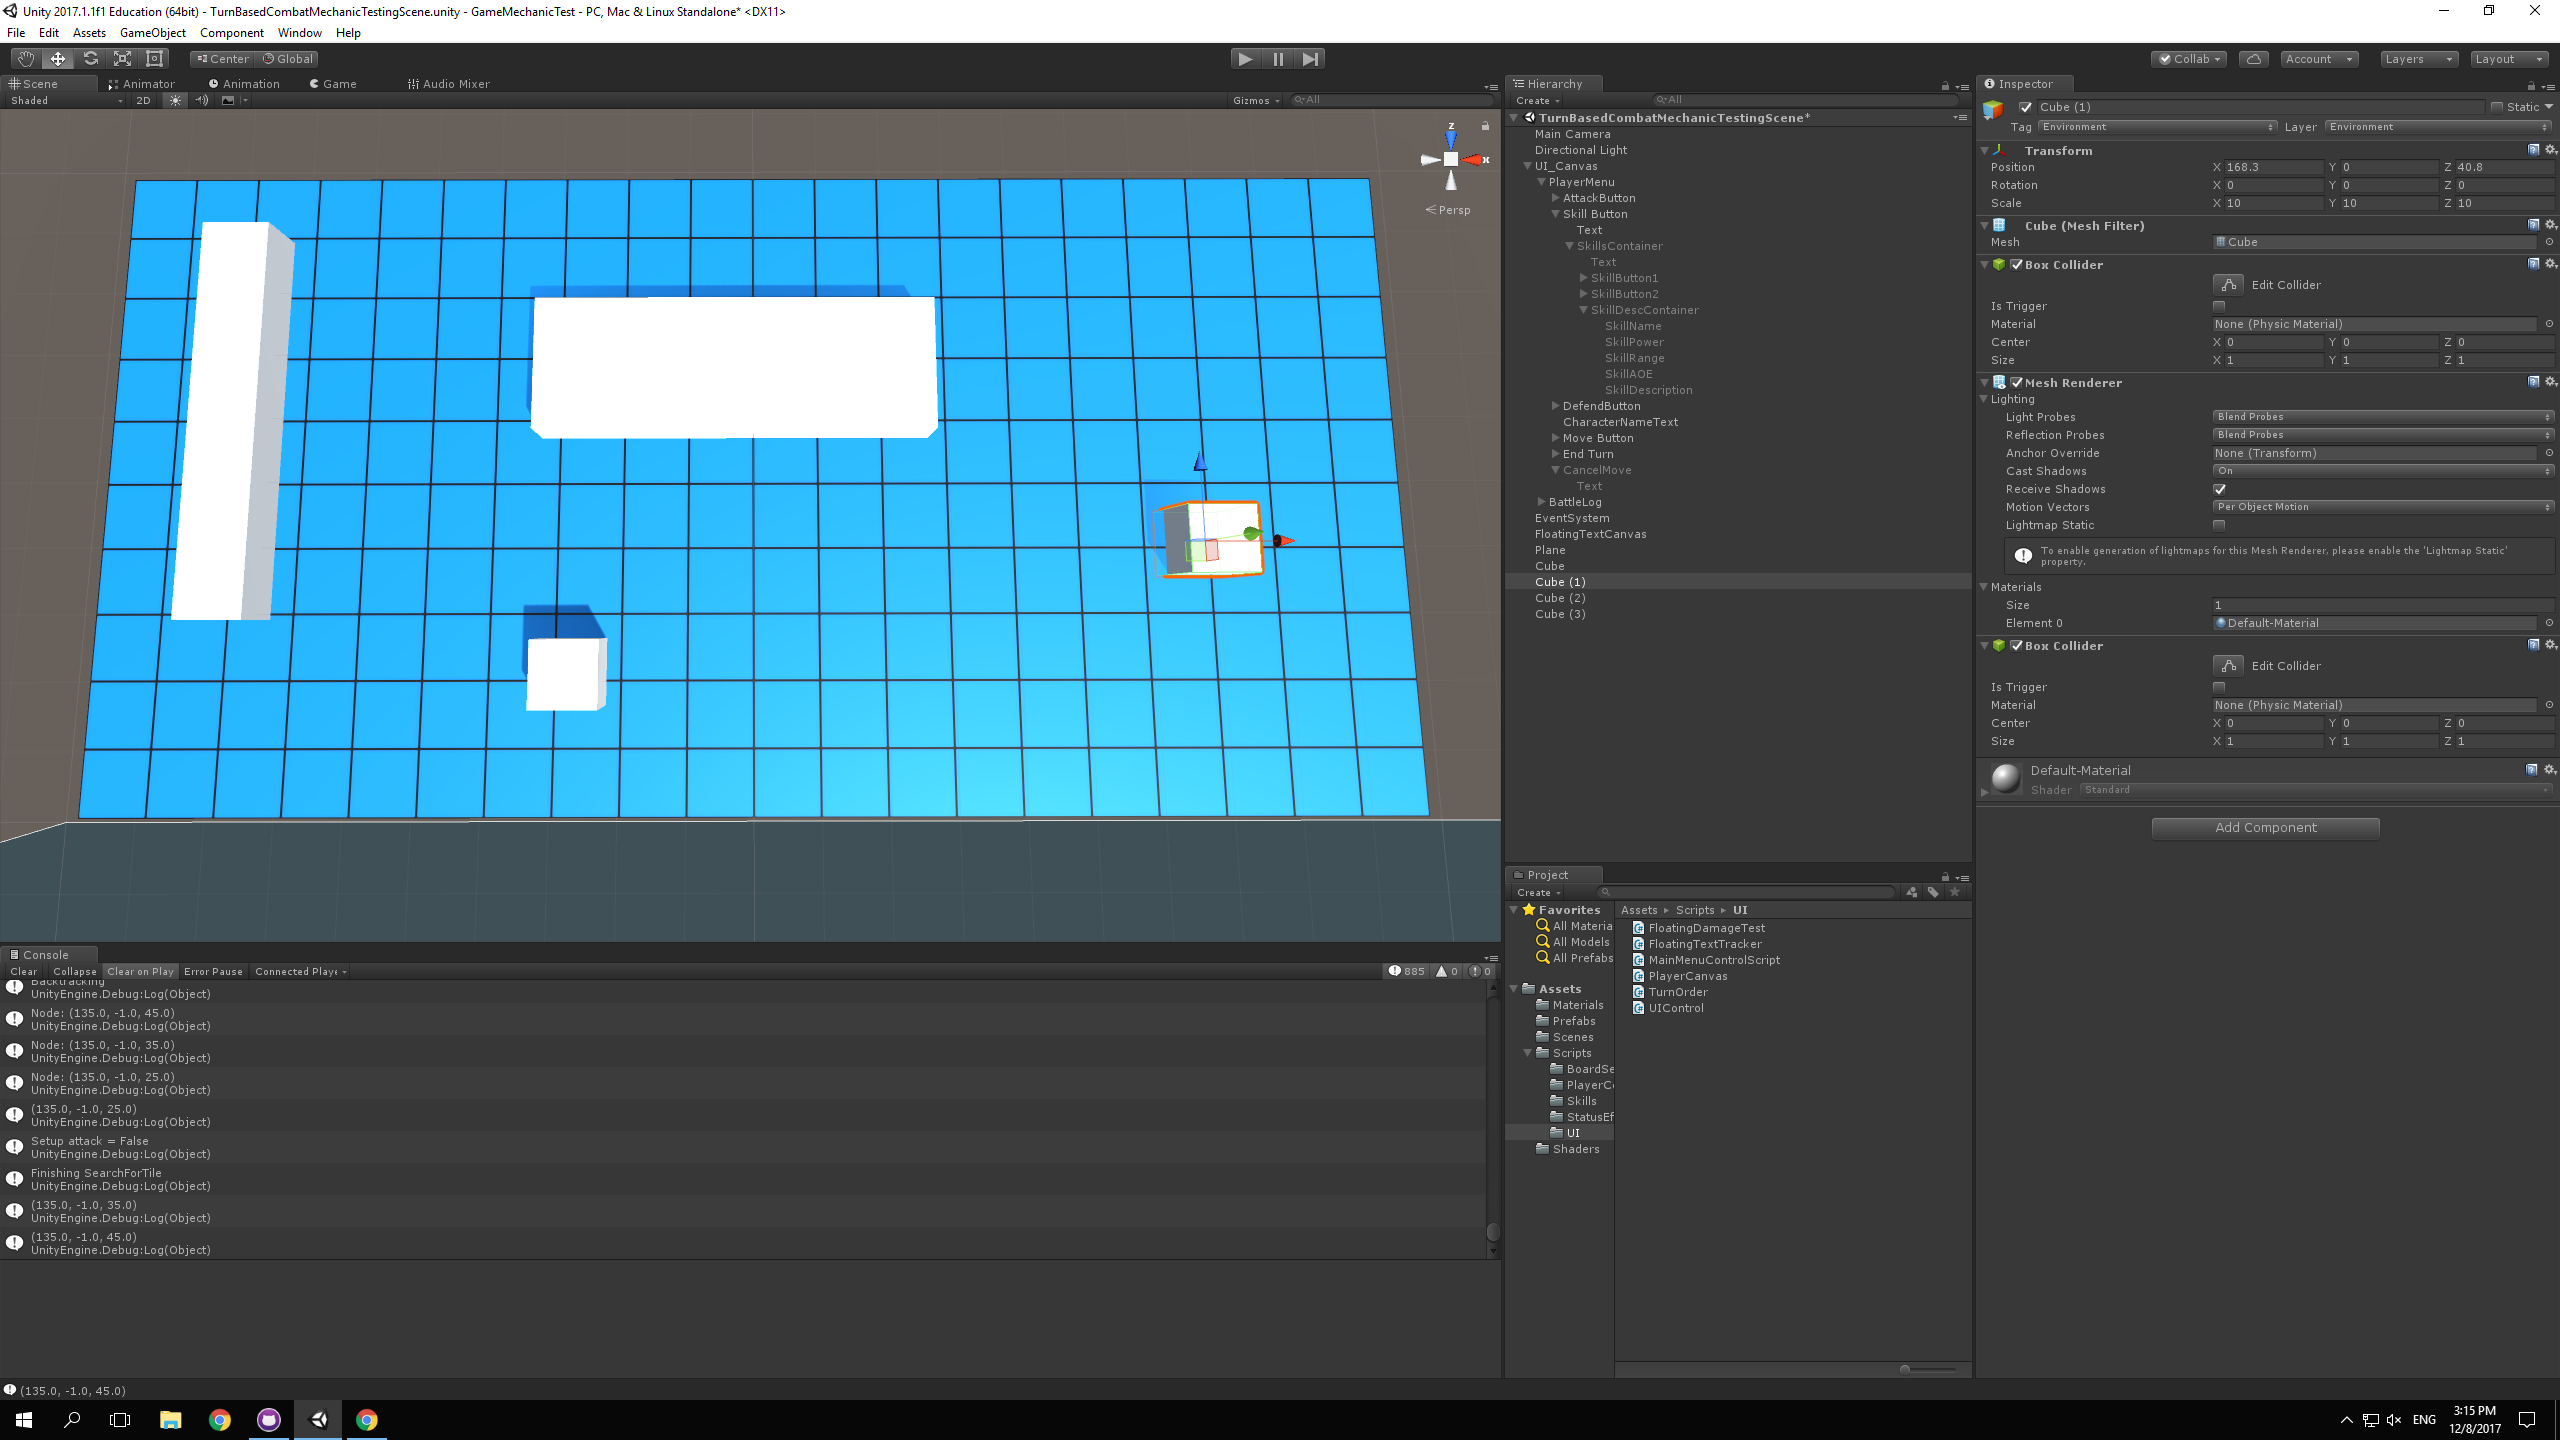 Unity 2017.1.1f1 Education (64bit) - TurnBasedCombatMechanicTestingScene.unity - GameMechanicTest - PC, Mac & Linux Standalone* <DX11>
File Edit Assets GameObject Component Window Help
Center Global
Collab Account Layers Layout
Scene Animator Animation Game Audio Mixer
Shaded 2D Gizmos All
z
x
Persp
Hierarchy
Create All
TurnBasedCombatMechanicTestingScene*
Main Camera
Directional Light
UI_Canvas
PlayerMenu
AttackButton
Skill Button
Text
SkillsContainer
Text
SkillButton1
SkillButton2
SkillDescContainer
SkillName
SkillPower
SkillRange
SkillAOE
SkillDescription
DefendButton
CharacterNameText
Move Button
End Turn
CancelMove
Text
BattleLog
EventSystem
FloatingTextCanvas
Plane
Cube
Cube (1)
Cube (2)
Cube (3)
Inspector
Cube (1) Static
Tag Environment Layer Environment
Transform
Position X 168.3 Y 0 Z 40.8
Rotation X 0 Y 0 Z 0
Scale X 10 Y 10 Z 10
Cube (Mesh Filter)
Mesh Cube
Box Collider
Edit Collider
Is Trigger
Material None (Physic Material)
Center X 0 Y 0 Z 0
Size X 1 Y 1 Z 1
Mesh Renderer
Lighting
Light Probes Blend Probes
Reflection Probes Blend Probes
Anchor Override None (Transform)
Cast Shadows On
Receive Shadows
Motion Vectors Per Object Motion
Lightmap Static
To enable generation of lightmaps for this Mesh Renderer, please enable the 'Lightmap Static'
property.
Materials
Size 1
Element 0 Default-Material
Box Collider
Edit Collider
Is Trigger
Material None (Physic Material)
Center X 0 Y 0 Z 0
Size X 1 Y 1 Z 1
Default-Material
Shader Standard
Add Component
Project
Create
Favorites
All Materia
All Models
All Prefabs
Assets
Materials
Prefabs
Scenes
Scripts
BoardSe
PlayerCo
Skills
StatusEf
UI
Shaders
Assets Scripts UI
FloatingDamageTest
FloatingTextTracker
MainMenuControlScript
PlayerCanvas
TurnOrder
UIControl
Console
Clear Collapse Clear on Play Error Pause Connected Playe 885 0 0
Backtracking
UnityEngine.Debug:Log(Object)
Node: (135.0, -1.0, 45.0)
UnityEngine.Debug:Log(Object)
Node: (135.0, -1.0, 35.0)
UnityEngine.Debug:Log(Object)
Node: (135.0, -1.0, 25.0)
UnityEngine.Debug:Log(Object)
(135.0, -1.0, 25.0)
UnityEngine.Debug:Log(Object)
Setup attack = False
UnityEngine.Debug:Log(Object)
Finishing SearchForTile
UnityEngine.Debug:Log(Object)
(135.0, -1.0, 35.0)
UnityEngine.Debug:Log(Object)
(135.0, -1.0, 45.0)
UnityEngine.Debug:Log(Object)
(135.0, -1.0, 45.0)
ENG
3:15 PM
12/8/2017